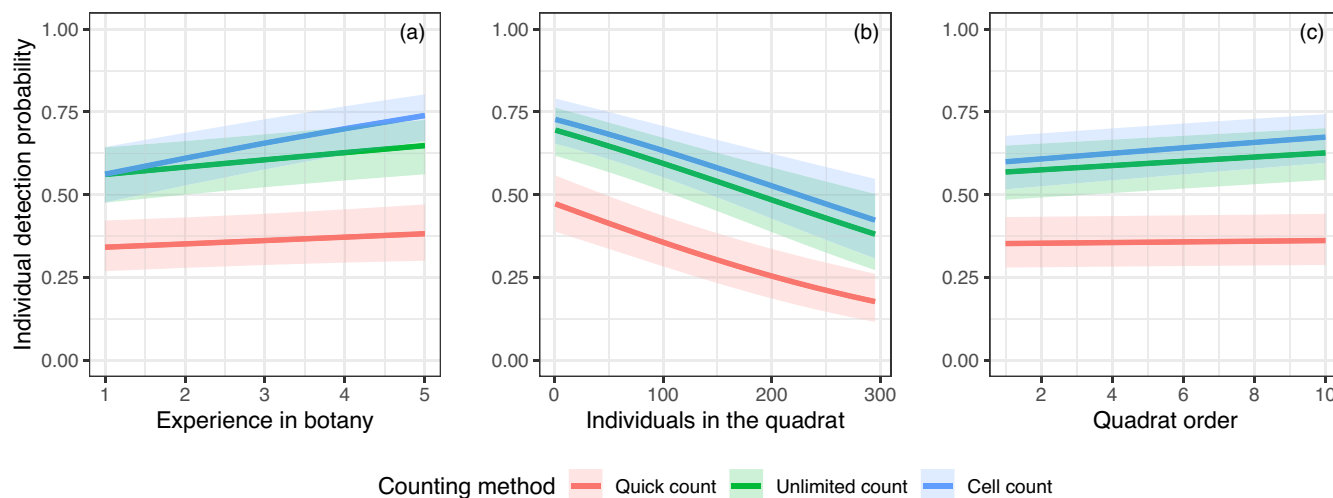 Individual detection probability
1.00
0.75
0.50
0.25
0.00
(a)
1 2 3 4 5
Experience in botany
1.00
0.75
0.50
0.25
0.00
(b)
0 100 200 300
Individuals in the quadrat
1.00
0.75
0.50
0.25
0.00
(c)
2 4 6 8 10
Quadrat order
Counting method Quick count Unlimited count Cell count